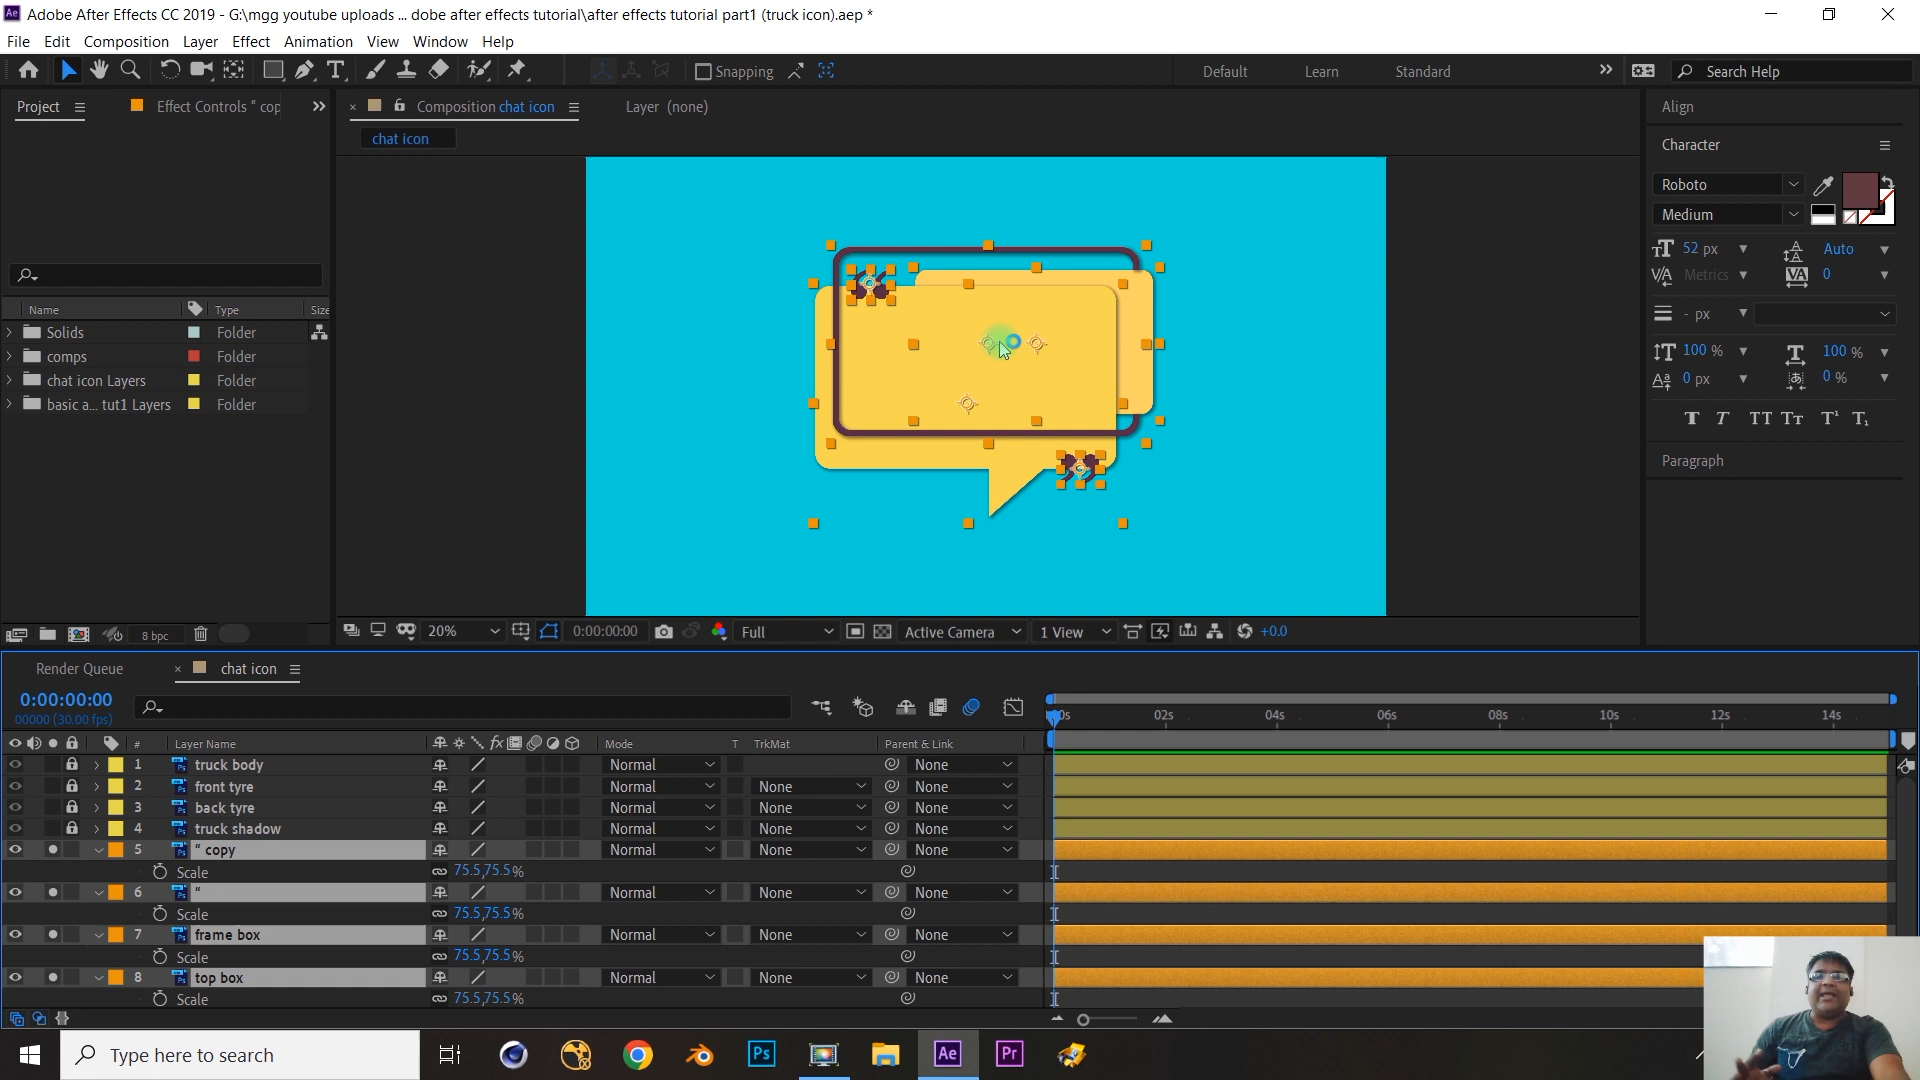 Adobe After Effects CC 2019 - G:\mgg youtube uploads ... dobe after effects tutorial\after effects tutorial part1 (truck icon).aep *
File Edit Composition Layer Effect Animation View Window Help
Snapping Default Learn Standard Search Help
Project Effect Controls “ cop Composition chat icon Layer (none) Align
chat icon
Character
Roboto
Medium
52 px Auto
Metrics 0
- px
100 % 100 %
0 px 0 %
T T TT Tt T¹ T₁
Paragraph
Name Type Size
Solids Folder
comps Folder
chat icon Layers Folder
basic a... tut1 Layers Folder
8 bpc 20% 0:00:00:00 Full Active Camera 1 View +0.0
Render Queue chat icon
0:00:00:00
00000 (30.00 fps)
02s 04s 06s 08s 10s 12s 14s
# Layer Name Mode T TrkMat Parent & Link
1 truck body Normal None
2 front tyre Normal None None
3 back tyre Normal None None
4 truck shadow Normal None None
5 “ copy Normal None None
Scale 75.5,75.5%
6 “ Normal None None
Scale 75.5,75.5%
7 frame box Normal None None
Scale 75.5,75.5%
8 top box Normal None None
Scale 75.5,75.5%
Type here to search Ps Ae Pr